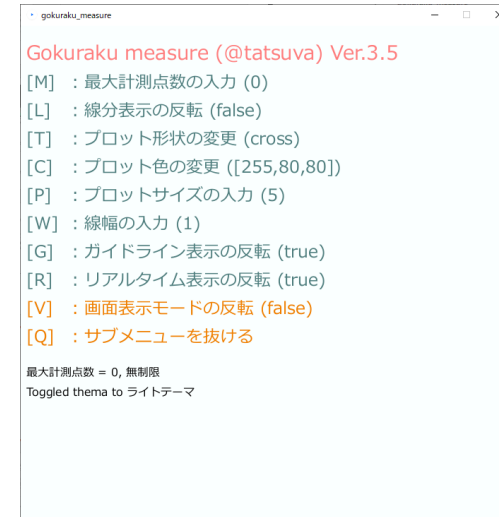 gokuraku_measure
Gokuraku measure (@tatsuva) Ver.3.5
[M] : 最大計測点数の入力 (0)
[L] : 線分表示の反転 (false)
[T] : プロット形状の変更 (cross)
[C] : プロット色の変更 ([255,80,80])
[P] : プロットサイズの入力 (5)
[W] : 線幅の入力 (1)
[G] : ガイドライン表示の反転 (true)
[R] : リアルタイム表示の反転 (true)
[V] : 画面表示モードの反転 (false)
[Q] : サブメニューを抜ける
最大計測点数 = 0, 無制限
Toggled thema to ライトテーマ